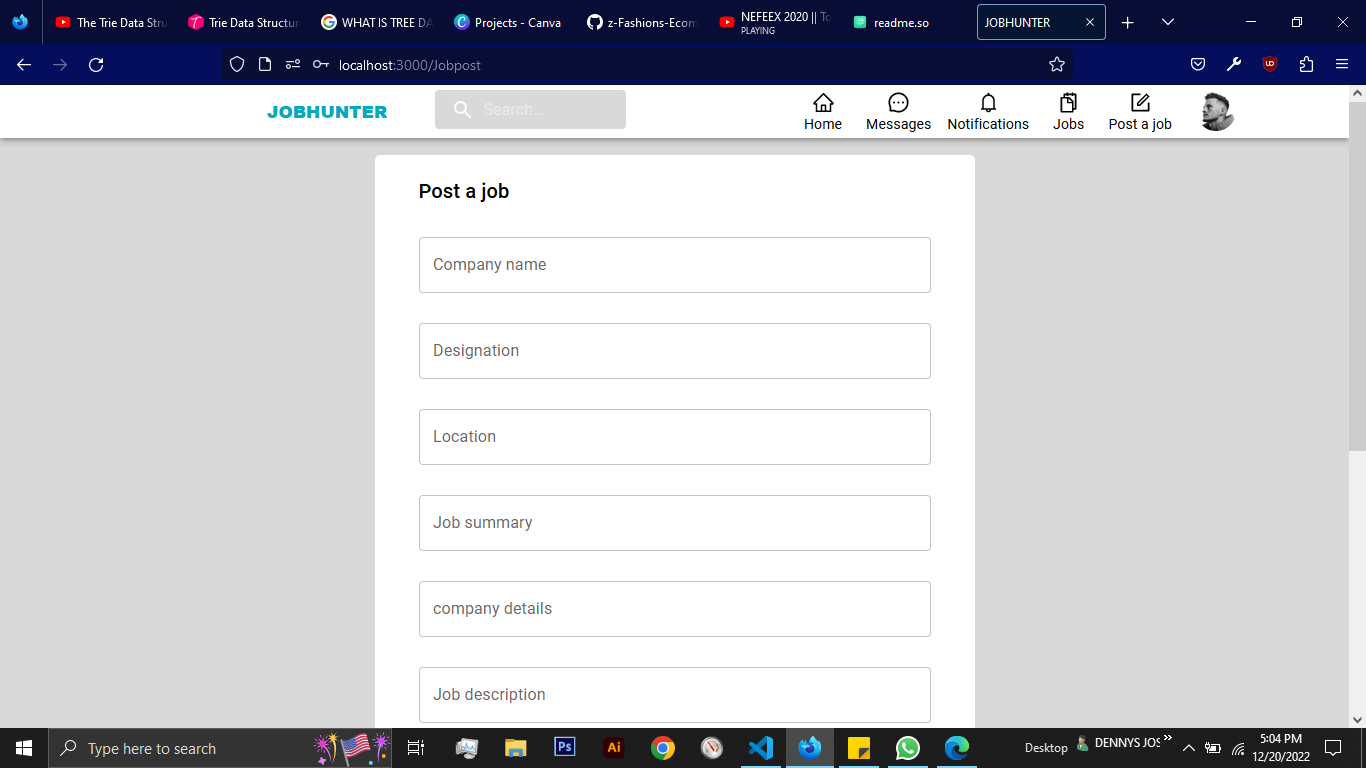 The Trie Data Stru
Trie Data Structur
WHAT IS TREE DA
Projects - Canva
z-Fashions-Ecom
NEFEEX 2020 || To
PLAYING
readme.so
JOBHUNTER
localhost:3000/Jobpost
JOBHUNTER
Search…
Home
Messages
Notifications
Jobs
Post a job
Post a job
Company name
Designation
Location
Job summary
company details
Job description
Type here to search
Ps
Ai
Desktop
DENNYS JOS
5:04 PM
12/20/2022